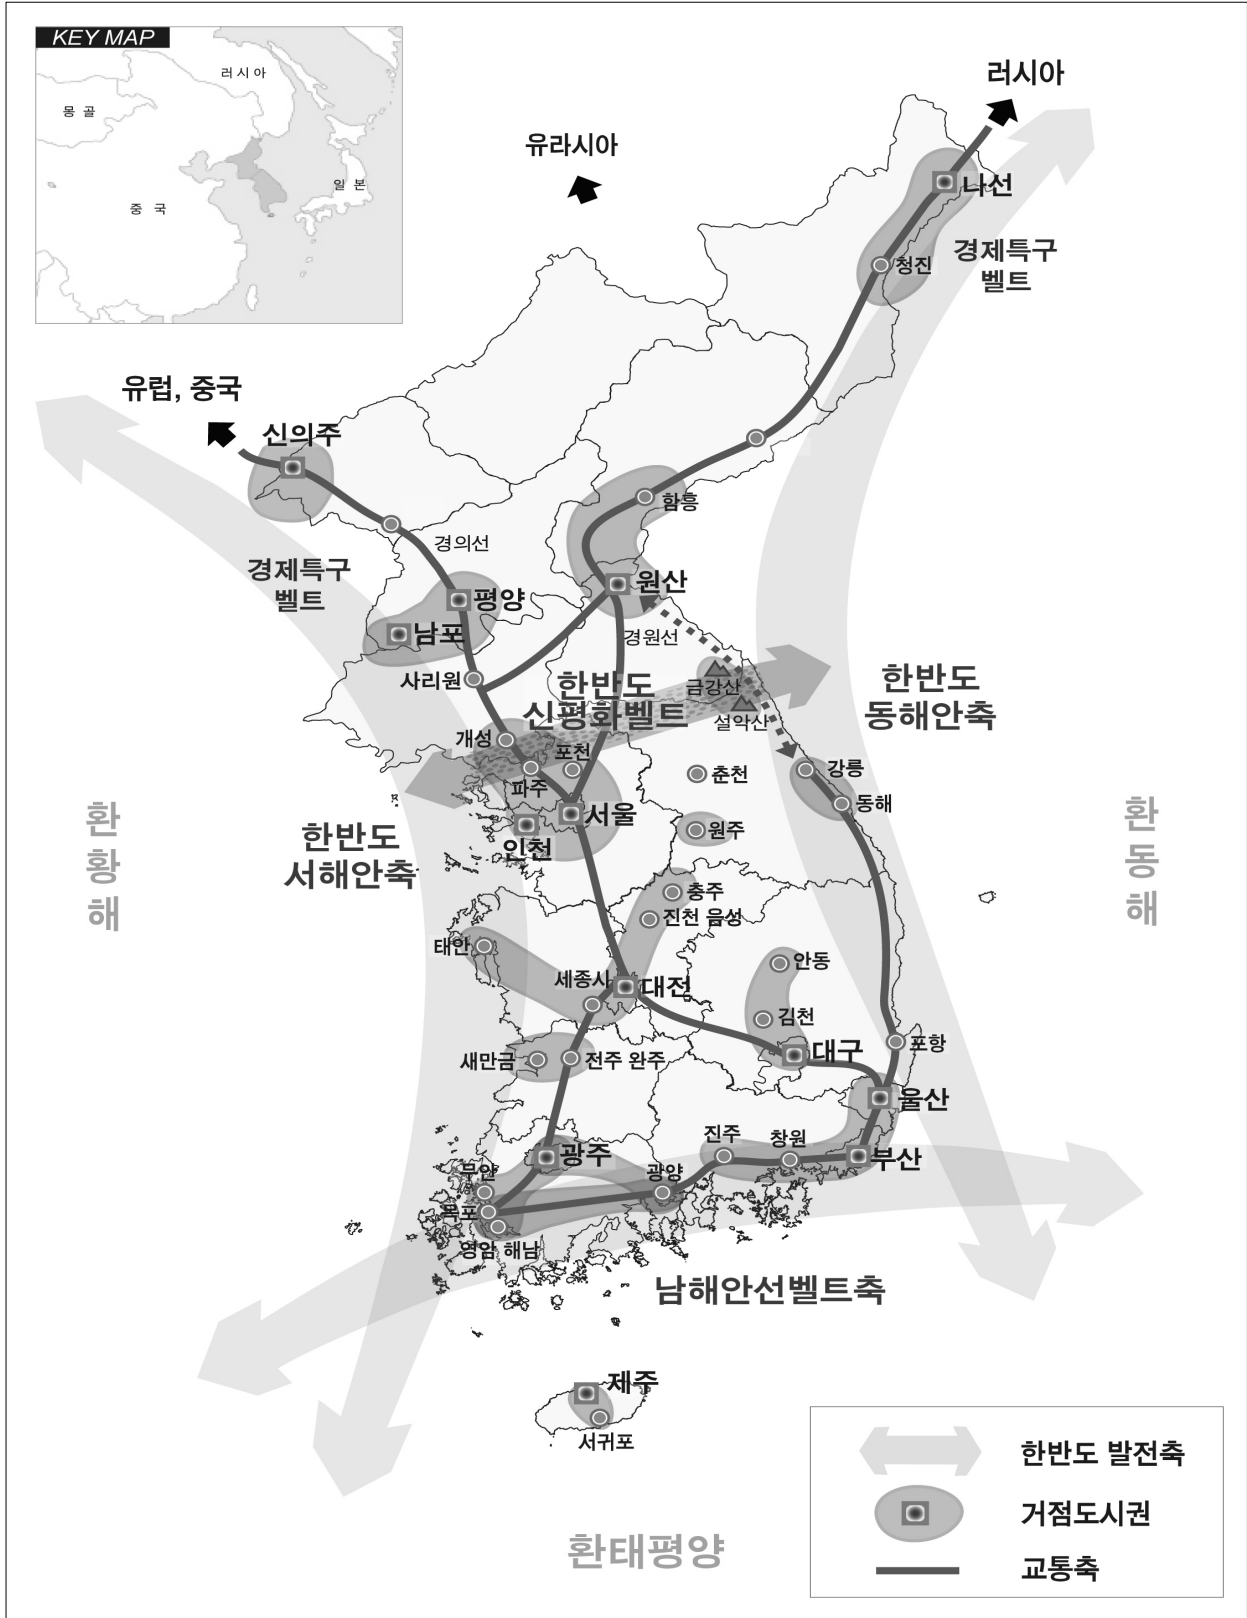 KEY MAP
러시아
몽골
일본
중국
러시아
유라시아
나선
청진
경제특구
벨트
유럽, 중국
신의주
함흥
경의선
경제특구
벨트
평양
원산
남포
경원선
사리원
한반도
신평화벨트
금강산
설악산
한반도
동해안축
개성
포천
파주
춘천
강릉
동해
서울
인천
원주
한반도
서해안축
환황해
환동해
충주
진천 음성
태안
안동
세종시
대전
김천
새만금
전주 완주
대구
포항
울산
진주
창원
부산
광주
무안
광양
목포
영암 해남
남해안선벨트축
제주
서귀포
환태평양
한반도 발전축
거점도시권
교통축